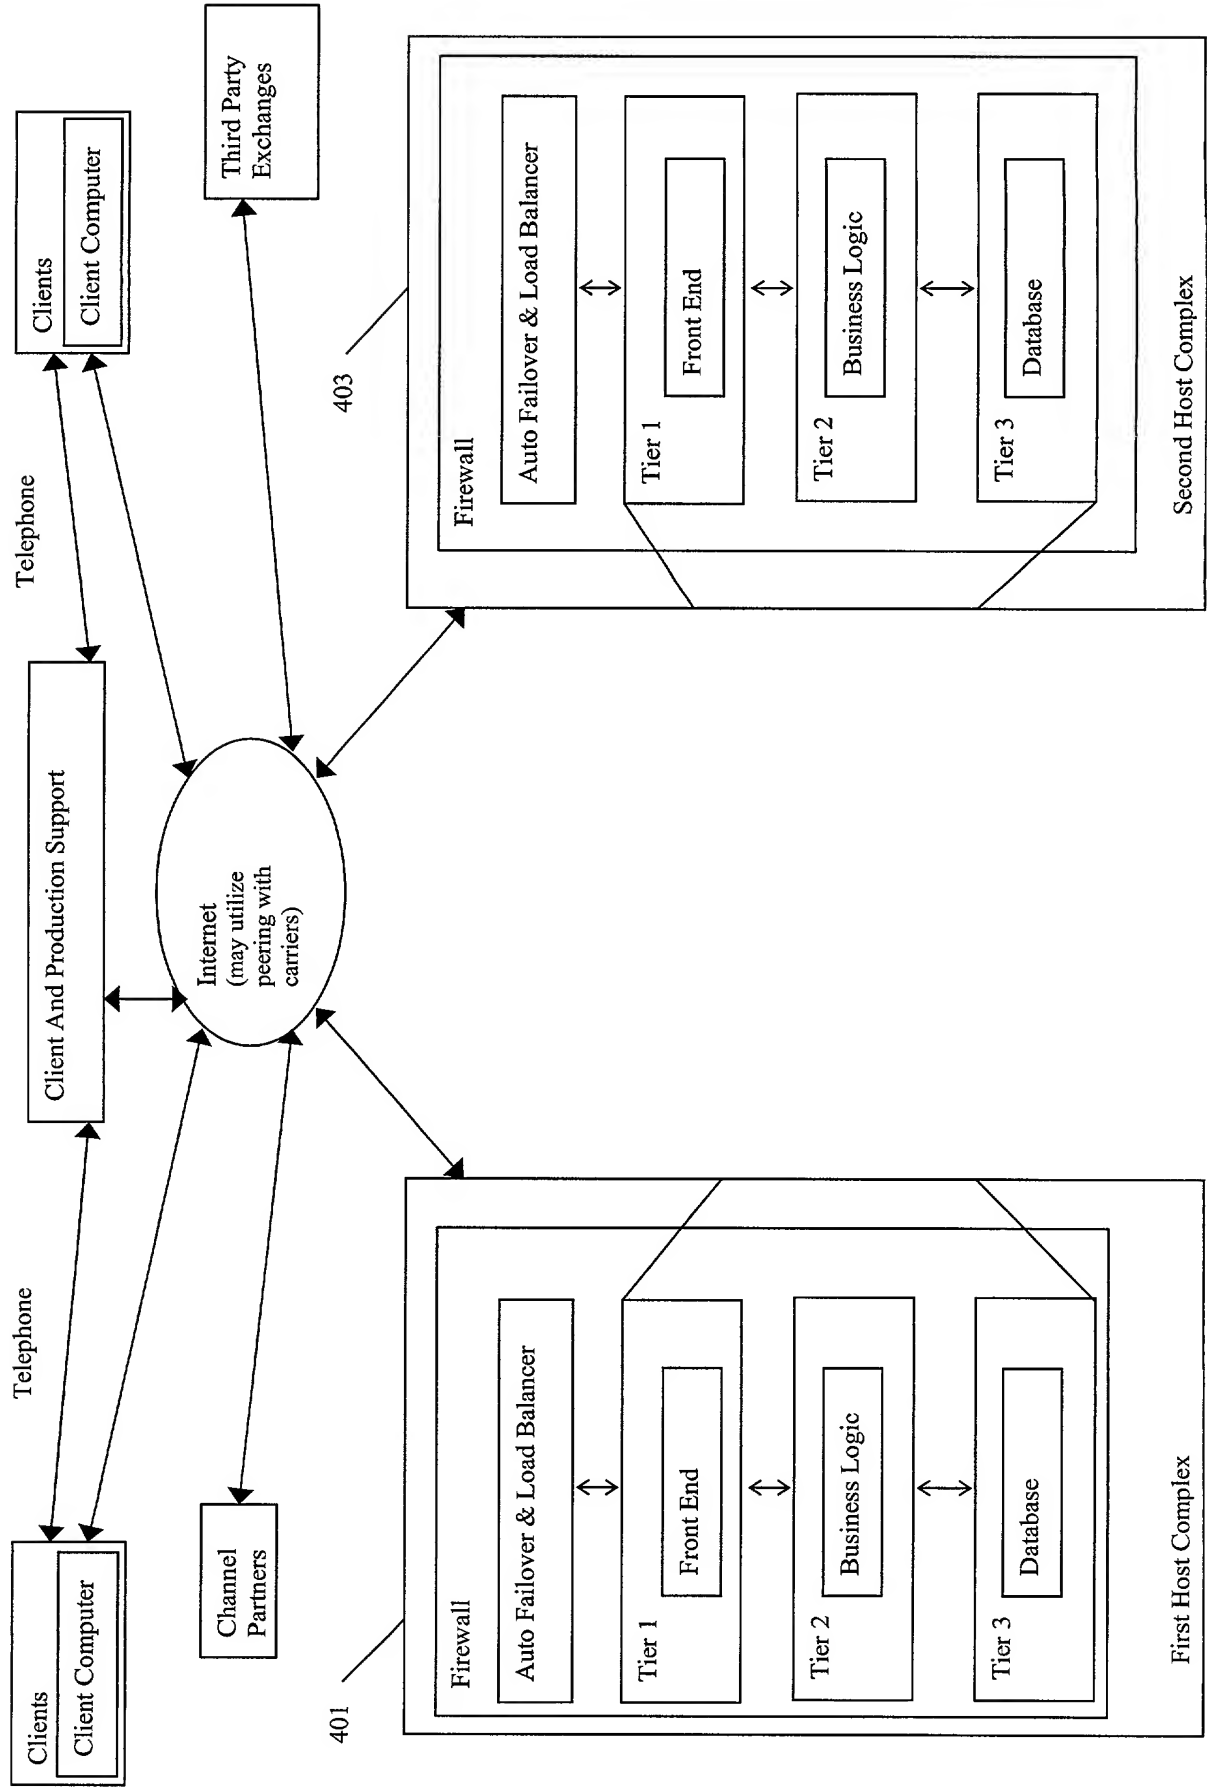 Clients
Client Computer
Telephone
Client And Production Support
Telephone
Clients
Client Computer
Channel
Partners
Internet
(may utilize
peering with
carriers)
Third Party
Exchanges
401
Firewall
Auto Failover & Load Balancer
Tier 1
Front End
Tier 2
Business Logic
Tier 3
Database
First Host Complex
403
Firewall
Auto Failover & Load Balancer
Tier 1
Front End
Tier 2
Business Logic
Tier 3
Database
Second Host Complex